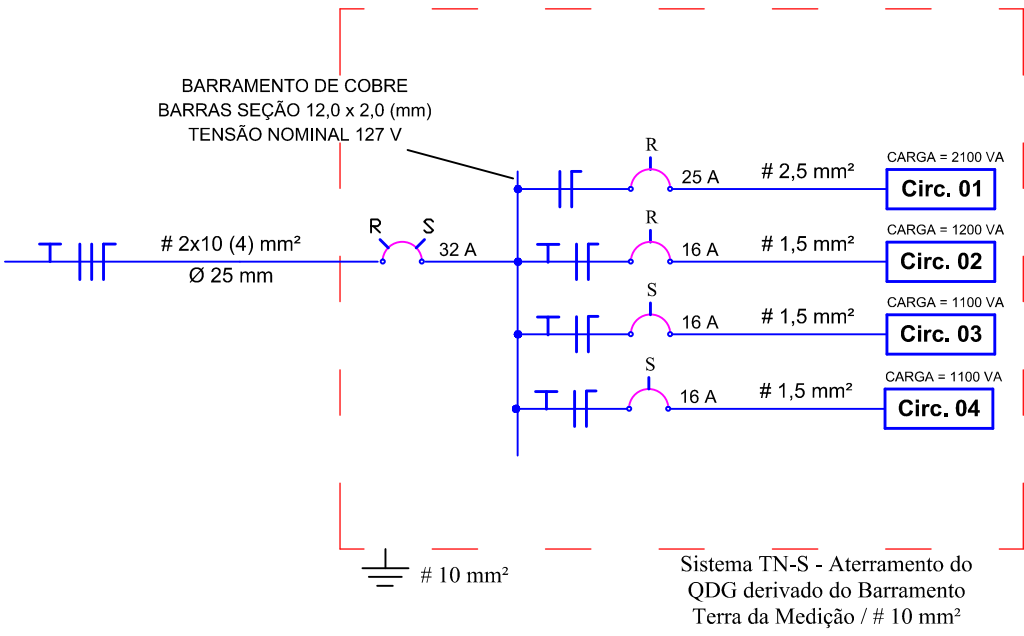 BARRAMENTO DE COBRE
BARRAS SEÇÃO 12,0 x 2,0 (mm)
TENSÃO NOMINAL 127 V
# 2x10 (4) mm²
Ø 25 mm
R S
32 A
R
25 A
# 2,5 mm²
CARGA = 2100 VA
Circ. 01
R
16 A
# 1,5 mm²
CARGA = 1200 VA
Circ. 02
S
16 A
# 1,5 mm²
CARGA = 1100 VA
Circ. 03
S
16 A
# 1,5 mm²
CARGA = 1100 VA
Circ. 04
# 10 mm²
Sistema TN-S - Aterramento do
QDG derivado do Barramento
Terra da Medição / # 10 mm²